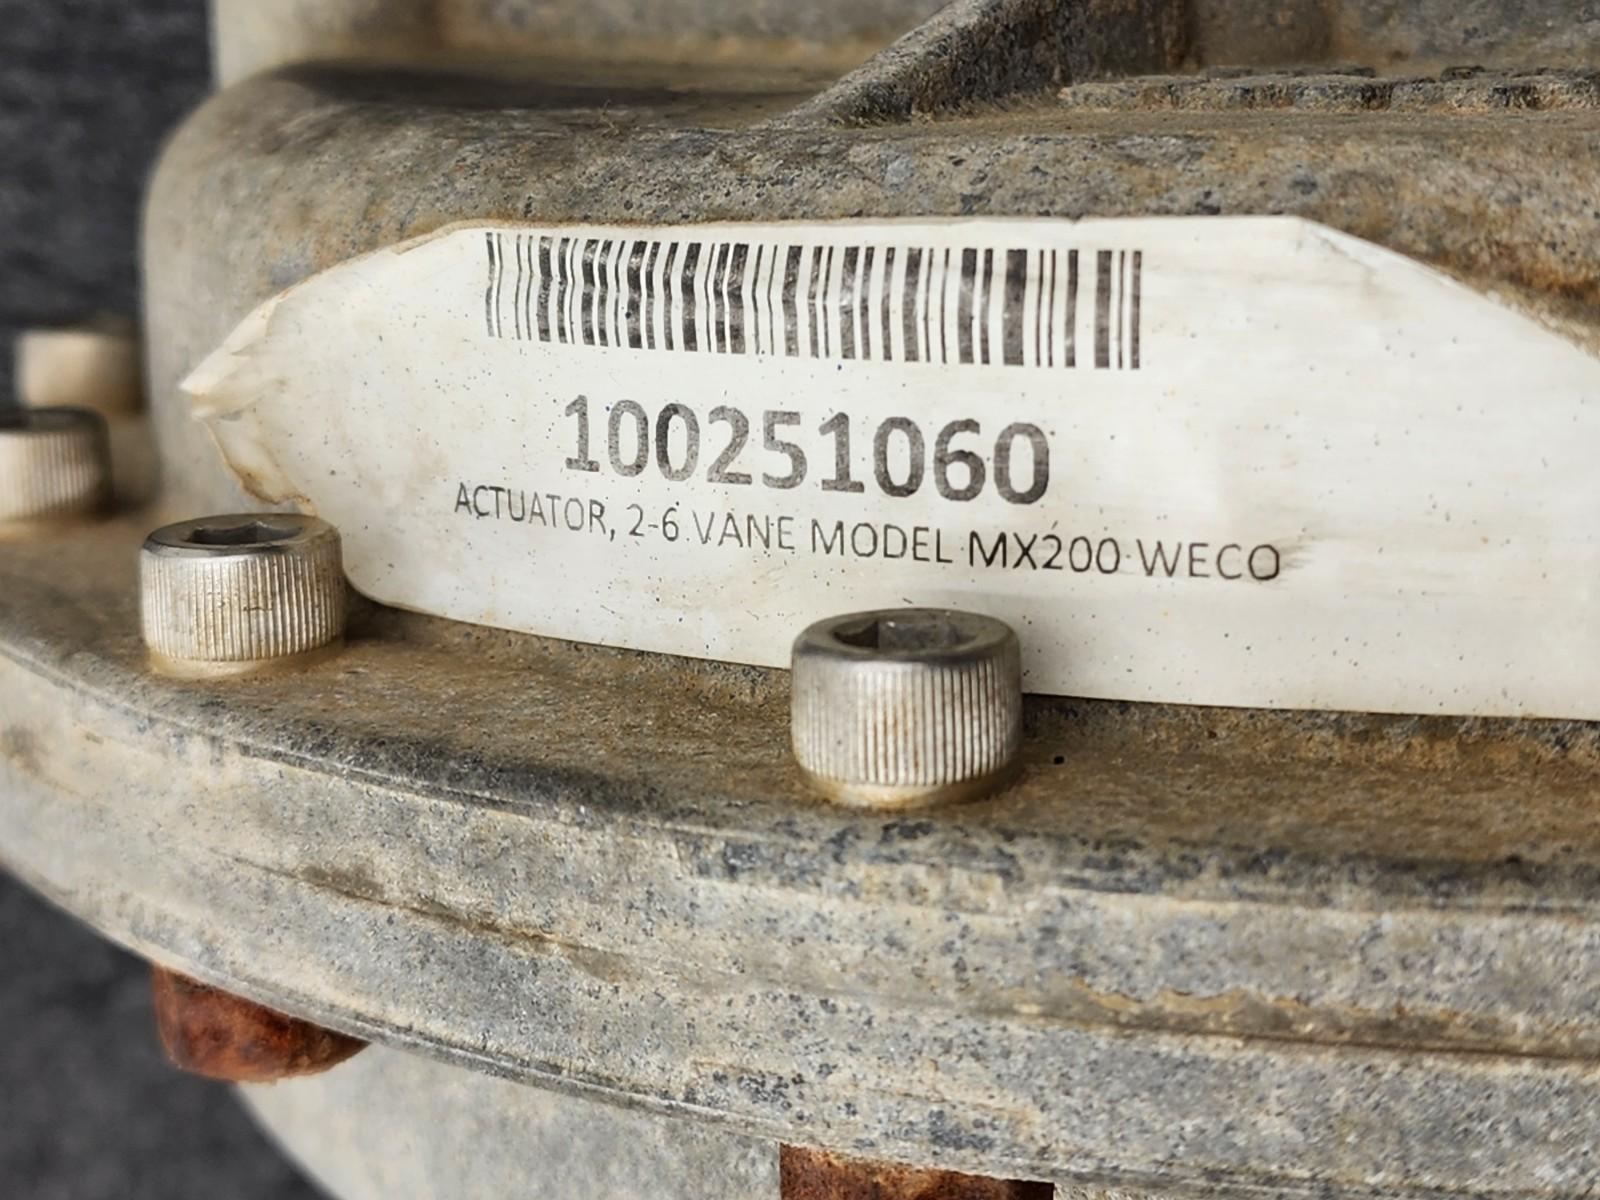 100251060
ACTUATOR, 2-6 VANE MODEL MX200 WECO